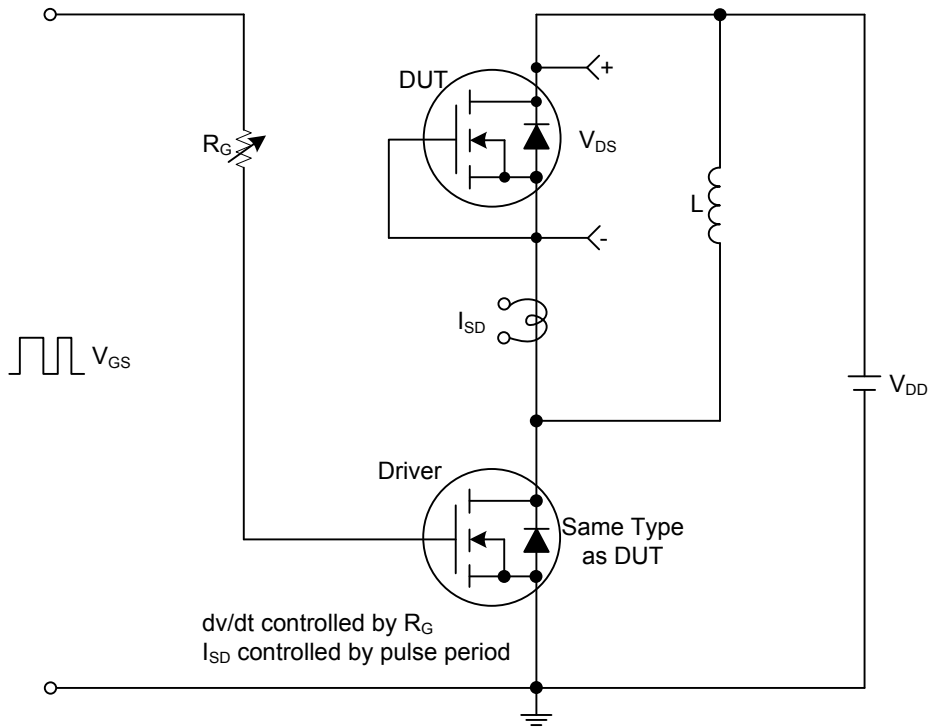 +
DUT
R_G
V_DS
L
-
I_SD
V_GS
V_DD
Driver
Same Type
as DUT
dv/dt controlled by R_G
I_SD controlled by pulse period